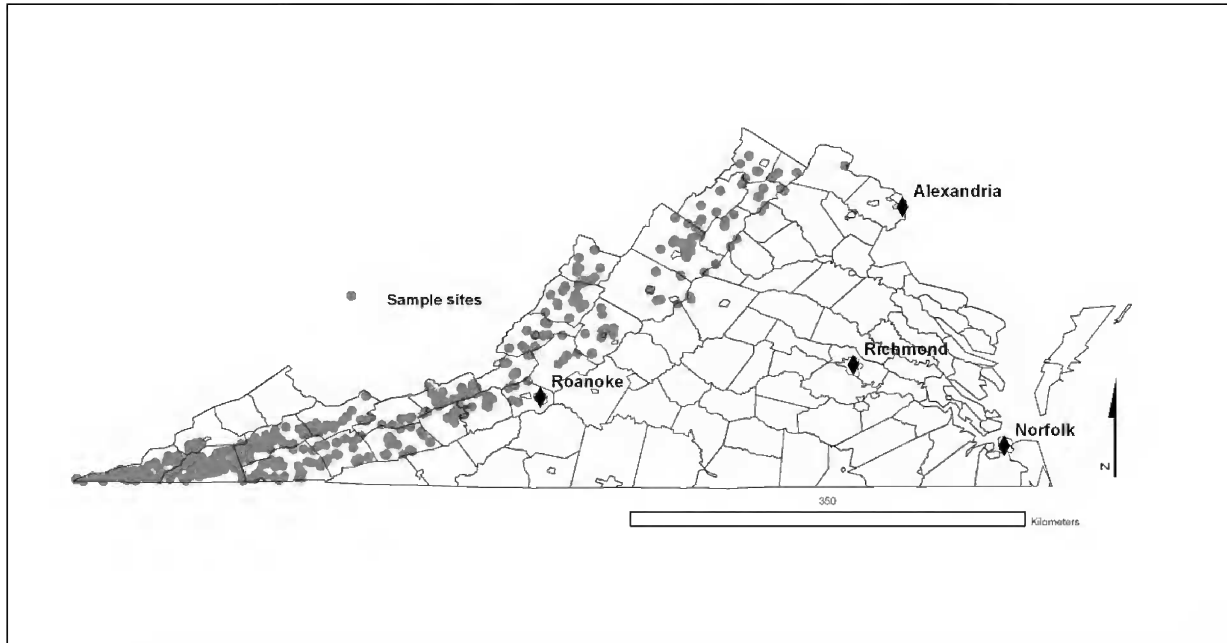 Alexandria
Sample sites
Richmond
Roanoke
Norfolk
N
350
Kilometers